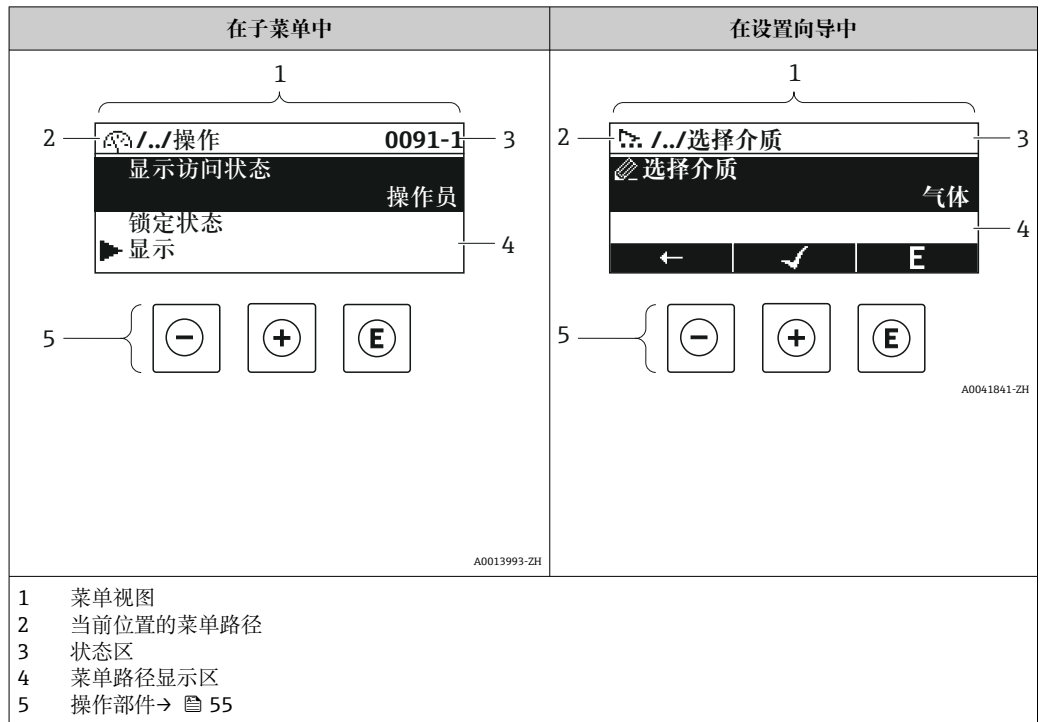 在子菜单中
1
2
/../操作 0091-1
3
显示访问状态
操作员
锁定状态
显示
4
5
- + E
A0013993-ZH
在设置向导中
1
2
/../选择介质
3
选择介质
气体
4
← ✓ E
5
- + E
A0041841-ZH
1 菜单视图
2 当前位置的菜单路径
3 状态区
4 菜单路径显示区
5 操作部件→ 55